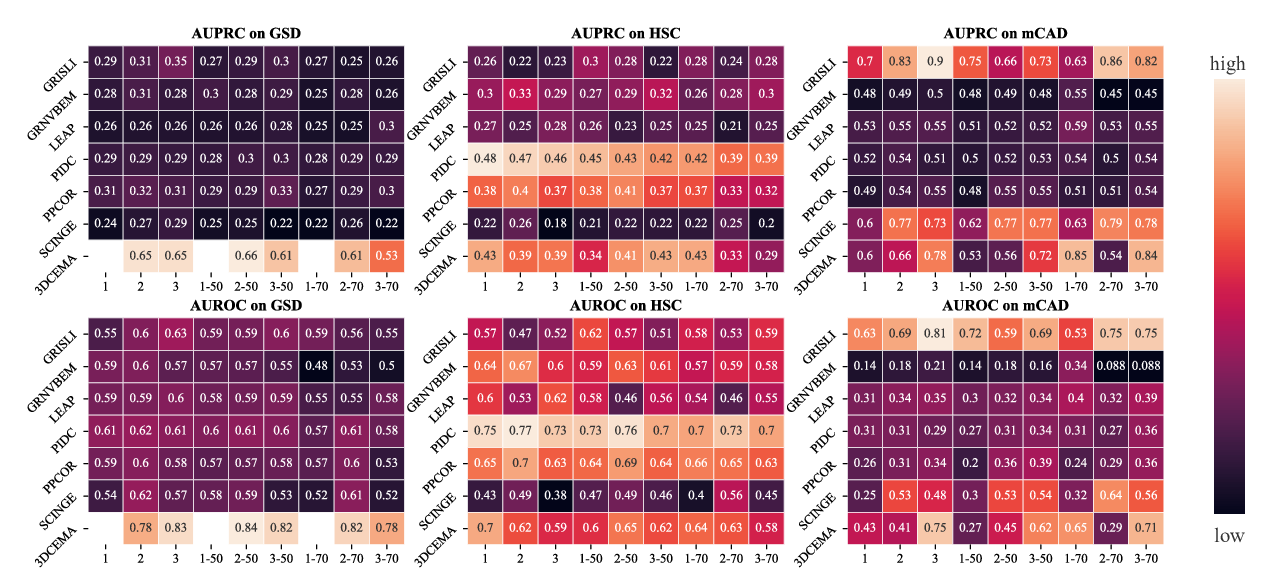 AUPRC on GSD
GRISLI 0.29 0.31 0.35 0.27 0.29 0.3 0.27 0.25 0.26
GRNVBEM 0.28 0.31 0.28 0.3 0.28 0.29 0.25 0.28 0.26
LEAP 0.26 0.26 0.26 0.26 0.26 0.28 0.25 0.25 0.3
PIDC 0.29 0.29 0.29 0.28 0.3 0.3 0.28 0.29 0.29
PPCOR 0.31 0.32 0.31 0.29 0.29 0.33 0.27 0.29 0.3
SCINGE 0.24 0.27 0.29 0.25 0.25 0.22 0.22 0.26 0.22
3DCEMA 0.65 0.65 0.66 0.61 0.61 0.53
1 2 3 1-50 2-50 3-50 1-70 2-70 3-70
AUPRC on HSC
GRISLI 0.26 0.22 0.23 0.3 0.28 0.22 0.28 0.24 0.28
GRNVBEM 0.3 0.33 0.29 0.27 0.29 0.32 0.26 0.28 0.3
LEAP 0.27 0.25 0.28 0.26 0.23 0.25 0.25 0.21 0.25
PIDC 0.48 0.47 0.46 0.45 0.43 0.42 0.42 0.39 0.39
PPCOR 0.38 0.4 0.37 0.38 0.41 0.37 0.37 0.33 0.32
SCINGE 0.22 0.26 0.18 0.21 0.22 0.22 0.22 0.25 0.2
3DCEMA 0.43 0.39 0.39 0.34 0.41 0.43 0.43 0.33 0.29
1 2 3 1-50 2-50 3-50 1-70 2-70 3-70
AUPRC on mCAD
GRISLI 0.7 0.83 0.9 0.75 0.66 0.73 0.63 0.86 0.82
GRNVBEM 0.48 0.49 0.5 0.48 0.49 0.48 0.55 0.45 0.45
LEAP 0.53 0.55 0.55 0.51 0.52 0.52 0.59 0.53 0.55
PIDC 0.52 0.54 0.51 0.5 0.52 0.53 0.54 0.5 0.54
PPCOR 0.49 0.54 0.55 0.48 0.55 0.55 0.51 0.51 0.54
SCINGE 0.6 0.77 0.73 0.62 0.77 0.77 0.63 0.79 0.78
3DCEMA 0.6 0.66 0.78 0.53 0.56 0.72 0.85 0.54 0.84
1 2 3 1-50 2-50 3-50 1-70 2-70 3-70
AUROC on GSD
GRISLI 0.55 0.6 0.63 0.59 0.59 0.6 0.59 0.56 0.55
GRNVBEM 0.59 0.6 0.57 0.57 0.57 0.55 0.48 0.53 0.5
LEAP 0.59 0.59 0.6 0.58 0.59 0.59 0.55 0.55 0.58
PIDC 0.61 0.62 0.61 0.6 0.61 0.6 0.57 0.61 0.58
PPCOR 0.59 0.6 0.58 0.57 0.57 0.58 0.57 0.6 0.53
SCINGE 0.54 0.62 0.57 0.58 0.59 0.53 0.52 0.61 0.52
3DCEMA 0.78 0.83 0.84 0.82 0.82 0.78
1 2 3 1-50 2-50 3-50 1-70 2-70 3-70
AUROC on HSC
GRISLI 0.57 0.47 0.52 0.62 0.57 0.51 0.58 0.53 0.59
GRNVBEM 0.64 0.67 0.6 0.59 0.63 0.61 0.57 0.59 0.58
LEAP 0.6 0.53 0.62 0.58 0.46 0.56 0.54 0.46 0.55
PIDC 0.75 0.77 0.73 0.73 0.76 0.7 0.7 0.73 0.7
PPCOR 0.65 0.7 0.63 0.64 0.69 0.64 0.66 0.65 0.63
SCINGE 0.43 0.49 0.38 0.47 0.49 0.46 0.4 0.56 0.45
3DCEMA 0.7 0.62 0.59 0.6 0.65 0.62 0.64 0.63 0.58
1 2 3 1-50 2-50 3-50 1-70 2-70 3-70
AUROC on mCAD
GRISLI 0.63 0.69 0.81 0.72 0.59 0.69 0.53 0.75 0.75
GRNVBEM 0.14 0.18 0.21 0.14 0.18 0.16 0.34 0.088 0.088
LEAP 0.31 0.34 0.35 0.3 0.32 0.34 0.4 0.32 0.39
PIDC 0.31 0.31 0.29 0.27 0.31 0.34 0.31 0.27 0.36
PPCOR 0.26 0.31 0.34 0.2 0.36 0.39 0.24 0.29 0.36
SCINGE 0.25 0.53 0.48 0.3 0.53 0.54 0.32 0.64 0.56
3DCEMA 0.43 0.41 0.75 0.27 0.45 0.62 0.65 0.29 0.71
1 2 3 1-50 2-50 3-50 1-70 2-70 3-70
high
low